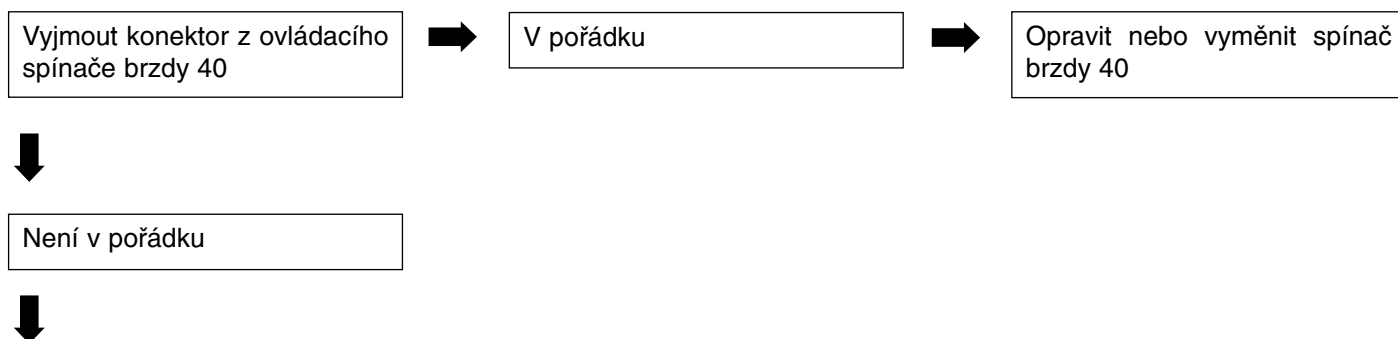 Vyjmout konektor z ovládacího
spínače brzdy 40
V pořádku
Opravit nebo vyměnit spínač
brzdy 40
Není v pořádku